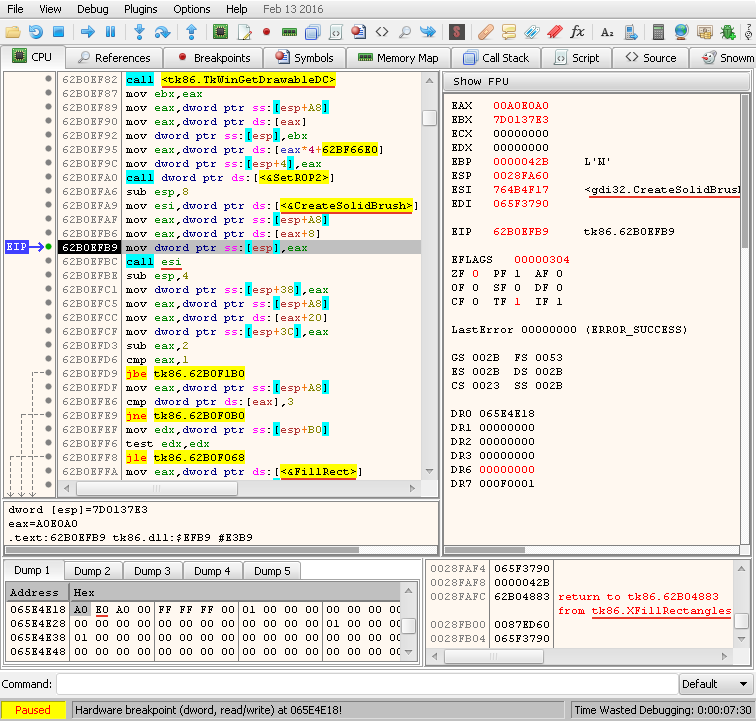 File View Debug Plugins Options Help Feb 13 2016
CPU References Breakpoints Symbols Memory Map Call Stack Script Source Snowm
62B0EF82 call <tk86.TkWinGetDrawableDC>
62B0EF87 mov ebx,eax
62B0EF89 mov eax,dword ptr ss:[esp+A8]
62B0EF90 mov eax,dword ptr ds:[eax]
62B0EF92 mov dword ptr ss:[esp],ebx
62B0EF95 mov eax,dword ptr ds:[eax*4+62BF66E0]
62B0EF9C mov dword ptr ss:[esp+4],eax
62B0EFA0 call dword ptr ds:[<&SetROP2>]
62B0EFA6 sub esp,8
62B0EFA9 mov esi,dword ptr ds:[<&CreateSolidBrush>]
62B0EFAF mov eax,dword ptr ss:[esp+A8]
62B0EFB6 mov eax,dword ptr ds:[eax+8]
EIP 62B0EFB9 mov dword ptr ss:[esp],eax
62B0EFBC call esi
62B0EFBE sub esp,4
62B0EFC1 mov dword ptr ss:[esp+38],eax
62B0EFC5 mov eax,dword ptr ss:[esp+A8]
62B0EFCC mov eax,dword ptr ds:[eax+20]
62B0EFCF mov dword ptr ss:[esp+3C],eax
62B0EFD3 sub eax,2
62B0EFD6 cmp eax,1
62B0EFD9 jbe tk86.62B0F1B0
62B0EFDF mov eax,dword ptr ss:[esp+A8]
62B0EFE6 cmp dword ptr ds:[eax],3
62B0EFE9 jne tk86.62B0F0B0
62B0EFEF mov edx,dword ptr ss:[esp+B0]
62B0EFF6 test edx,edx
62B0EFF8 jle tk86.62B0F068
62B0EFFA mov eax,dword ptr ds:[<&FillRect>]
Show FPU
EAX 00A0E0A0
EBX 7D0137E3
ECX 00000000
EDX 00000000
EBP 0000042B L'Ы'
ESP 0028FA60
ESI 764B4F17 <gdi32.CreateSolidBrush
EDI 065F3790
EIP 62B0EFB9 tk86.62B0EFB9
EFLAGS 00000304
ZF 0 PF 1 AF 0
OF 0 SF 0 DF 0
CF 0 TF 1 IF 1
LastError 00000000 (ERROR_SUCCESS)
GS 002B FS 0053
ES 002B DS 002B
CS 0023 SS 002B
DR0 065E4E18
DR1 00000000
DR2 00000000
DR3 00000000
DR6 00000000
DR7 000F0001
dword [esp]=7D0137E3
eax=A0E0A0
.text:62B0EFB9 tk86.dll:$EFB9 #E3B9
Dump 1 Dump 2 Dump 3 Dump 4 Dump 5
Address Hex
065E4E18 A0 E0 A0 00 FF FF FF 00 01 00 00 00 00 00 00
065E4E28 00 00 00 00 00 00 00 00 00 00 00 00 01 00 00
065E4E38 01 00 00 00 00 00 00 00 00 00 00 00 00 00 00
065E4E48 00 00 00 00 00 00 00 00 00 00 00 00 00 00 00
0028FAF4 065F3790
0028FAF8 0000042B
0028FAFC 62B04883 return to tk86.62B04883
from tk86.XFillRectangles
0028FB00 0087ED60
0028FB04 065F3790
Command: Default
Paused Hardware breakpoint (dword, read/write) at 065E4E18! Time Wasted Debugging: 0:00:07:30